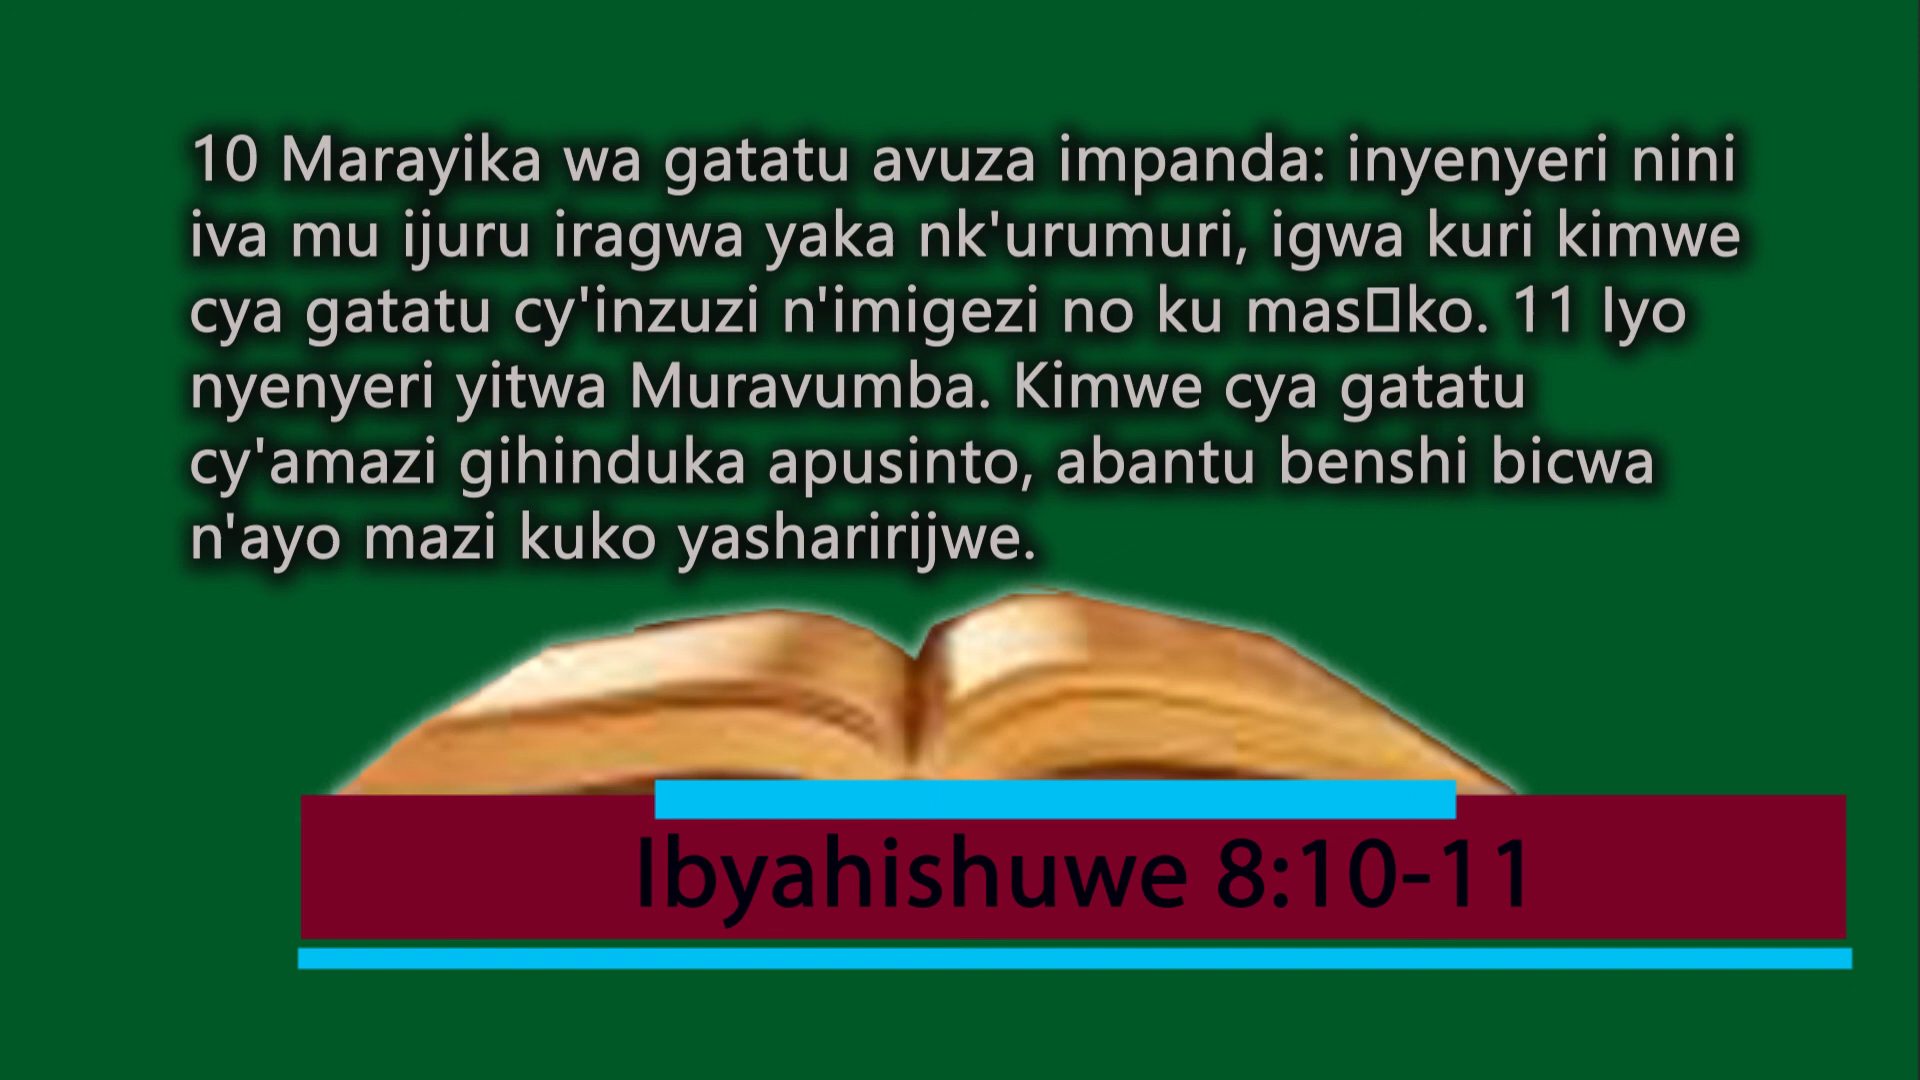 10 Marayika wa gatatu avuza impanda: inyenyeri nini
iva mu ijuru iragwa yaka nk'urumuri, igwa kuri kimwe
cya gatatu cy'inzuzi n'imigezi no ku mas□ko. 11 Iyo
nyenyeri yitwa Muravumba. Kimwe cya gatatu
cy'amazi gihinduka apusinto, abantu benshi bicwa
n'ayo mazi kuko yasharirijwe.
Ibyahishuwe 8:10-11